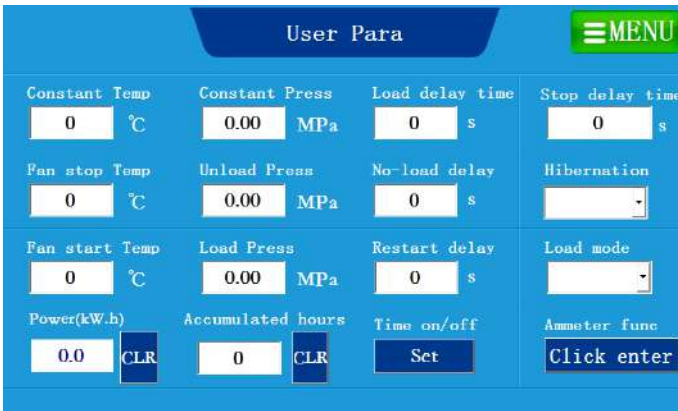 User Para
MENU
Constant Temp Constant Press Load delay time Stop delay time
0 ℃ 0.00 MPa 0 s 0 s
Fan stop Temp Unload Press No-load delay Hibernation
0 ℃ 0.00 MPa 0 s
Fan start Temp Load Press Restart delay Load mode
0 ℃ 0.00 MPa 0 s
Power(kW.h) Accumulated hours Time on/off Ammeter func
0.0 CLR 0 CLR Set Click enter